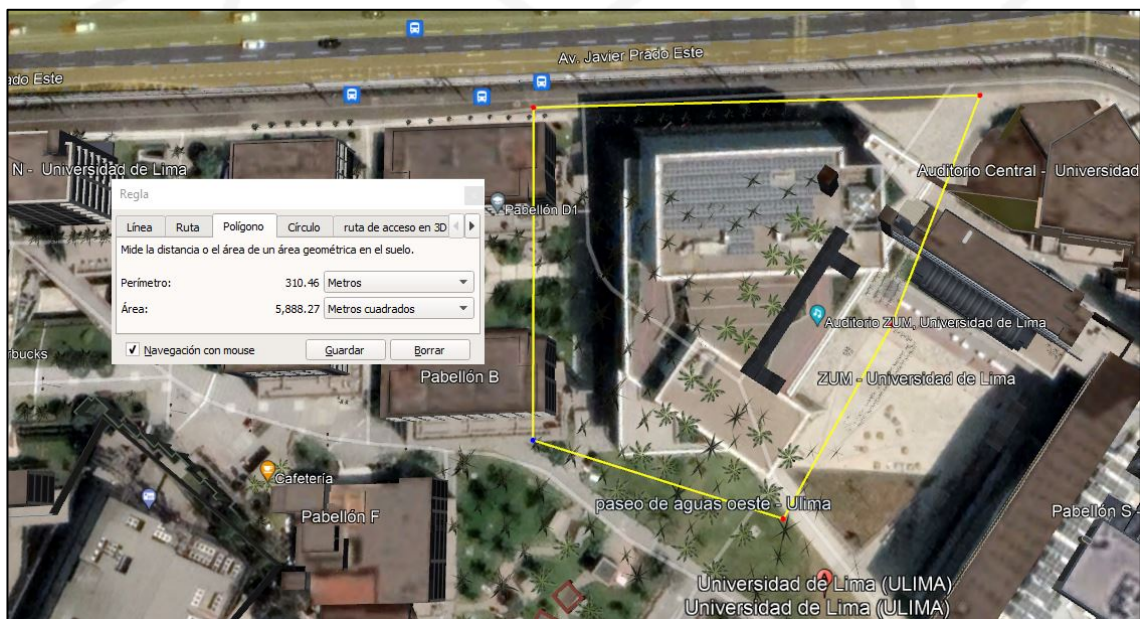 Av. Javier Prado Este
ado Este
N - Universidad de Lima
Auditorio Central - Universidad
Regla
Pabellón D1
Línea Ruta Polígono Círculo ruta de acceso en 3D
Mide la distancia o el área de un área geométrica en el suelo.
Perímetro: 310.46 Metros
Área: 5,888.27 Metros cuadrados
Auditorio ZUM, Universidad de Lima
Navegación con mouse Guardar Borrar
rbucks
Pabellón B
ZUM - Universidad de Lima
Cafetería
paseo de aguas oeste - Ulima
Pabellón F
Pabellón S
Universidad de Lima (ULIMA)
Universidad de Lima (ULIMA)